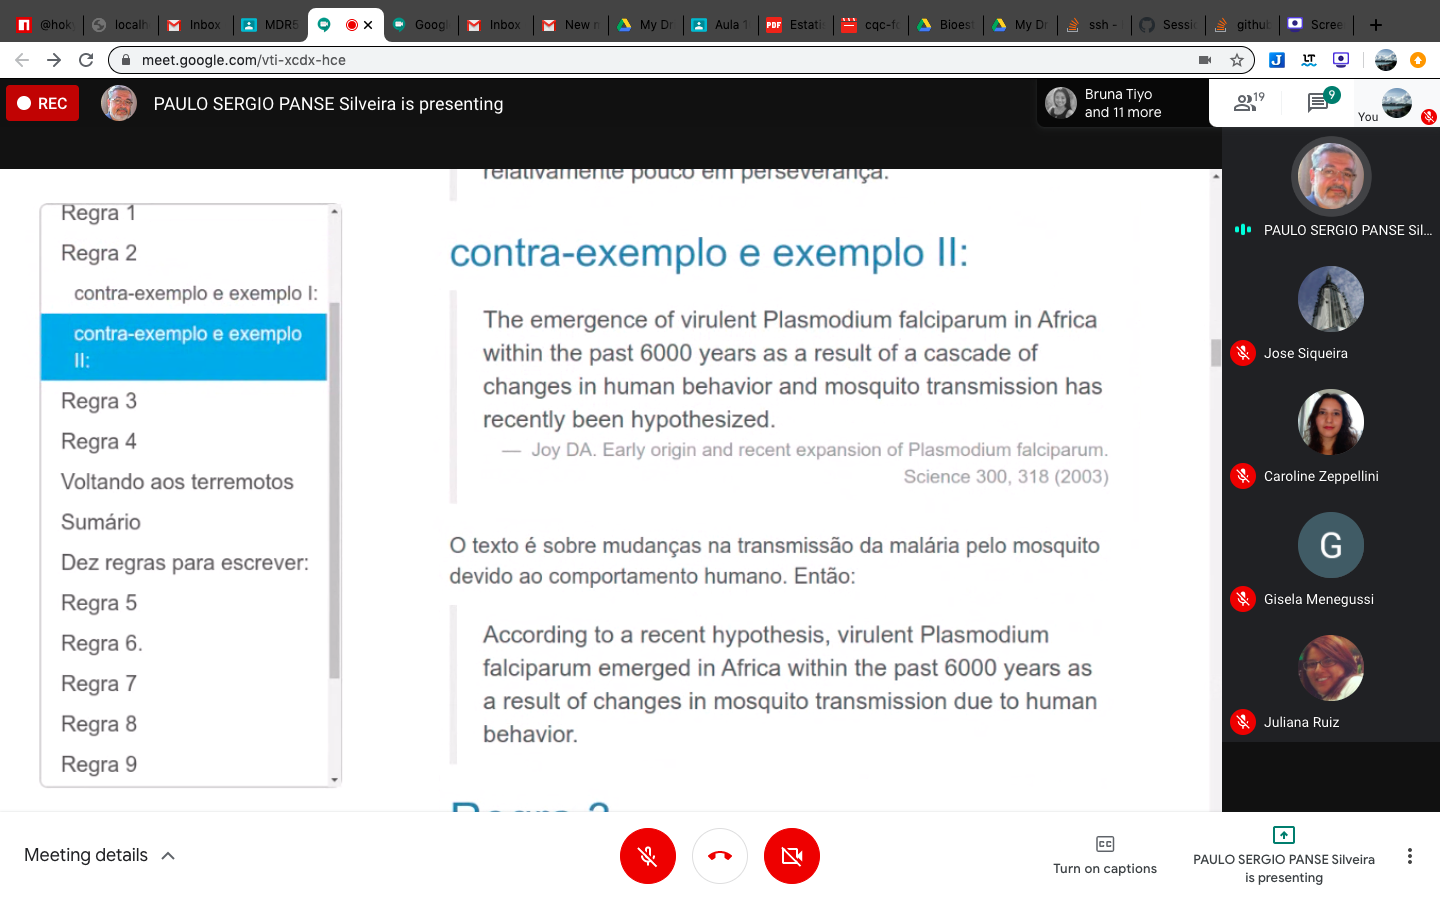 @hok
localh
Inbox
MDR5
Goog
Inbox
New m
My Dr
Aula 1
PDF
Estati
cqc-fo
Bioest
My Dr
ssh -
Sessio
github
Scree
meet.google.com/vti-xcdx-hce
REC
PAULO SERGIO PANSE Silveira is presenting
Bruna Tiyo
and 11 more
19
9
You
relativamente pouco em perseverança.
Regra 1
Regra 2
contra-exemplo e exemplo I:
contra-exemplo e exemplo
II:
Regra 3
Regra 4
Voltando aos terremotos
Sumário
Dez regras para escrever:
Regra 5
Regra 6.
Regra 7
Regra 8
Regra 9
contra-exemplo e exemplo II:
The emergence of virulent Plasmodium falciparum in Africa
within the past 6000 years as a result of a cascade of
changes in human behavior and mosquito transmission has
recently been hypothesized.
— Joy DA. Early origin and recent expansion of Plasmodium falciparum.
Science 300, 318 (2003)
O texto é sobre mudanças na transmissão da malária pelo mosquito
devido ao comportamento humano. Então:
According to a recent hypothesis, virulent Plasmodium
falciparum emerged in Africa within the past 6000 years as
a result of changes in mosquito transmission due to human
behavior.
Regra 3
PAULO SERGIO PANSE Sil...
Jose Siqueira
Caroline Zeppellini
G
Gisela Menegussi
Juliana Ruiz
Meeting details
Turn on captions
PAULO SERGIO PANSE Silveira
is presenting